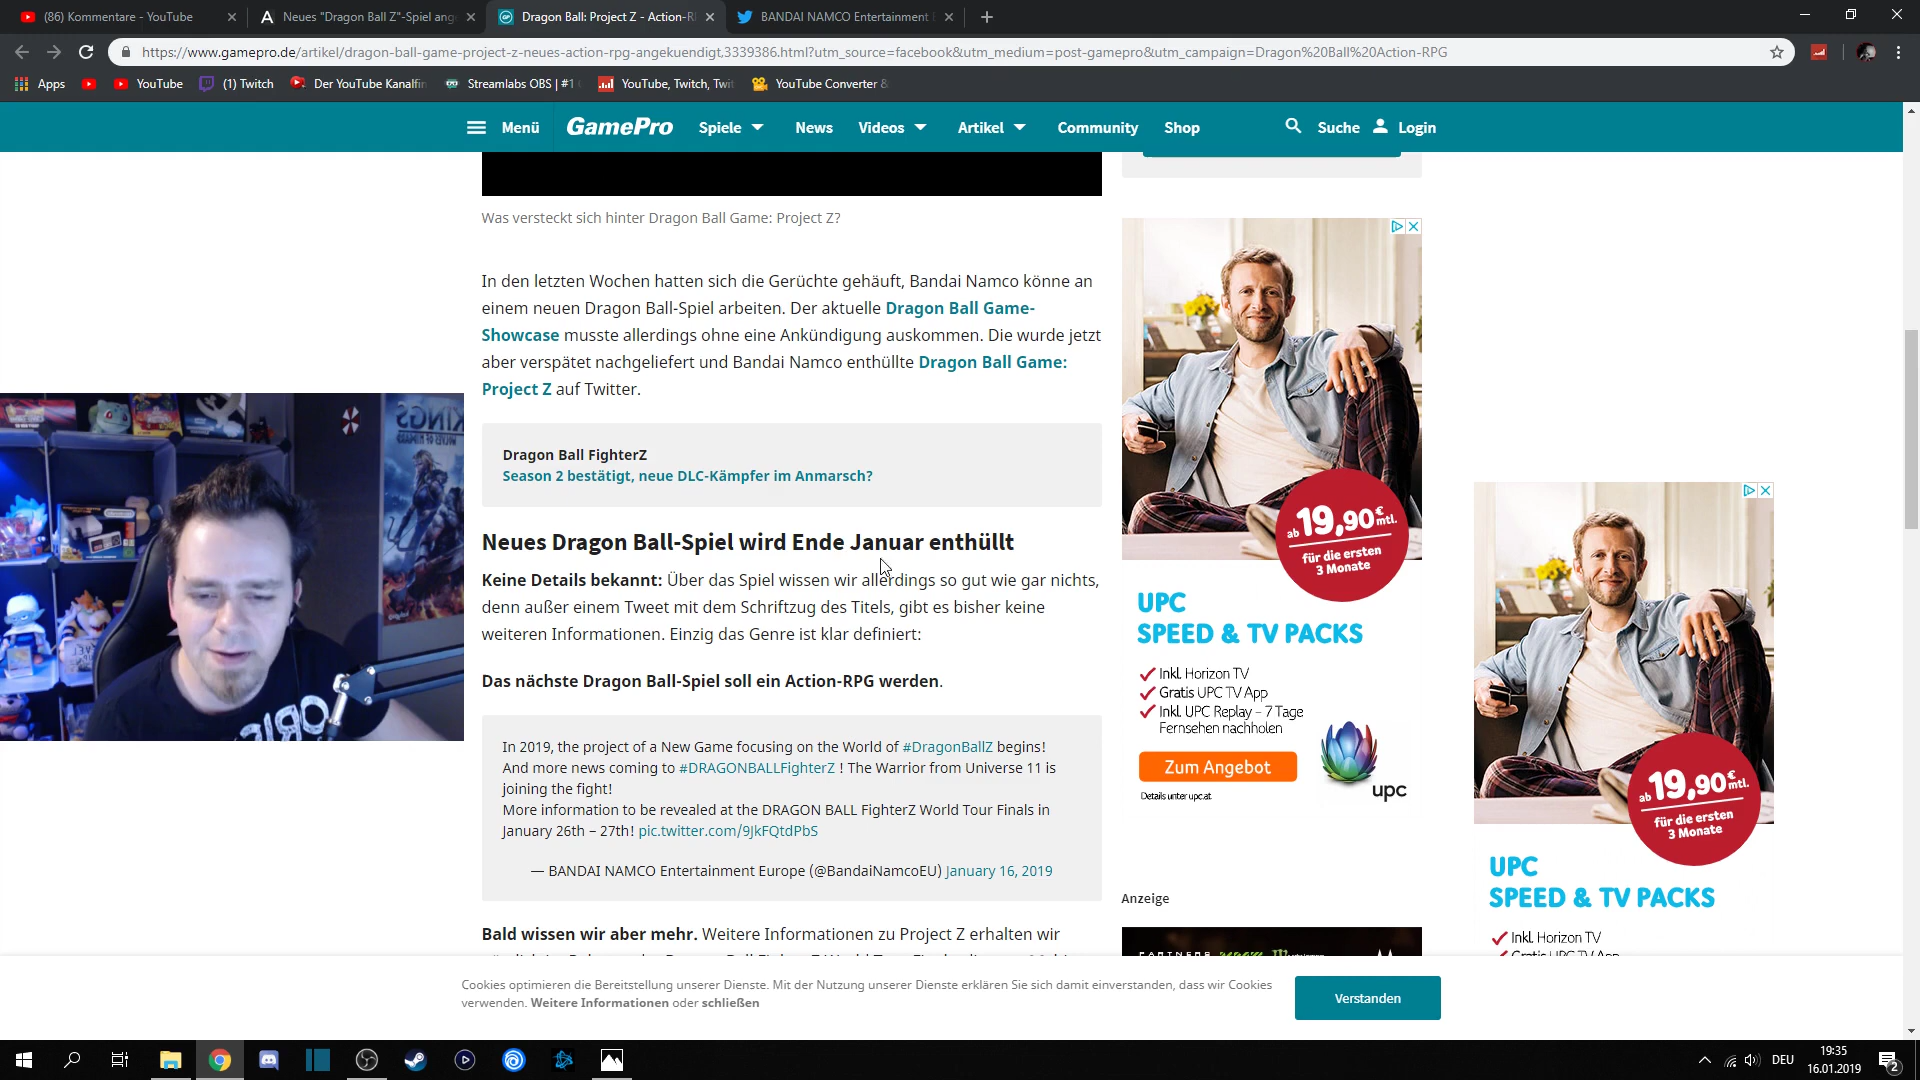 (86) Kommentare - YouTube
Neues "Dragon Ball Z"-Spiel ang
Dragon Ball: Project Z - Action-R
BANDAI NAMCO Entertainment
https://www.gamepro.de/artikel/dragon-ball-game-project-z-neues-action-rpg-angekuendigt,3339386.html?utm_source=facebook&utm_medium=post-gamepro&utm_campaign=Dragon%20Ball%20Action-RPG
Apps
YouTube
(1) Twitch
Der YouTube Kanalfin
Streamlabs OBS | #1
YouTube, Twitch, Twit
YouTube Converter &
Menü
GamePro
Spiele
News
Videos
Artikel
Community
Shop
Suche
Login
Was versteckt sich hinter Dragon Ball Game: Project Z?
In den letzten Wochen hatten sich die Gerüchte gehäuft, Bandai Namco könne an
einem neuen Dragon Ball-Spiel arbeiten. Der aktuelle Dragon Ball Game-
Showcase musste allerdings ohne eine Ankündigung auskommen. Die wurde jetzt
aber verspätet nachgeliefert und Bandai Namco enthüllte Dragon Ball Game:
Project Z auf Twitter.
Dragon Ball FighterZ
Season 2 bestätigt, neue DLC-Kämpfer im Anmarsch?
Neues Dragon Ball-Spiel wird Ende Januar enthüllt
Keine Details bekannt: Über das Spiel wissen wir allerdings so gut wie gar nichts,
denn außer einem Tweet mit dem Schriftzug des Titels, gibt es bisher keine
weiteren Informationen. Einzig das Genre ist klar definiert:
Das nächste Dragon Ball-Spiel soll ein Action-RPG werden.
In 2019, the project of a New Game focusing on the World of #DragonBallZ begins!
And more news coming to #DRAGONBALLFighterZ ! The Warrior from Universe 11 is
joining the fight!
More information to be revealed at the DRAGON BALL FighterZ World Tour Finals in
January 26th – 27th! pic.twitter.com/9JkFQtdPbS
— BANDAI NAMCO Entertainment Europe (@BandaiNamcoEU) January 16, 2019
Bald wissen wir aber mehr. Weitere Informationen zu Project Z erhalten wir
ab 19,90 € mtl.
für die ersten
3 Monate
UPC
SPEED & TV PACKS
Inkl. Horizon TV
Gratis UPC TV App
Inkl. UPC Replay – 7 Tage
Fernsehen nachholen
Zum Angebot
Details unter upc.at
upc
Anzeige
ab 19,90 € mtl.
für die ersten
3 Monate
UPC
SPEED & TV PACKS
Inkl. Horizon TV
Cookies optimieren die Bereitstellung unserer Dienste. Mit der Nutzung unserer Dienste erklären Sie sich damit einverstanden, dass wir Cookies
verwenden. Weitere Informationen oder schließen
Verstanden
DEU
19:35
16.01.2019
2